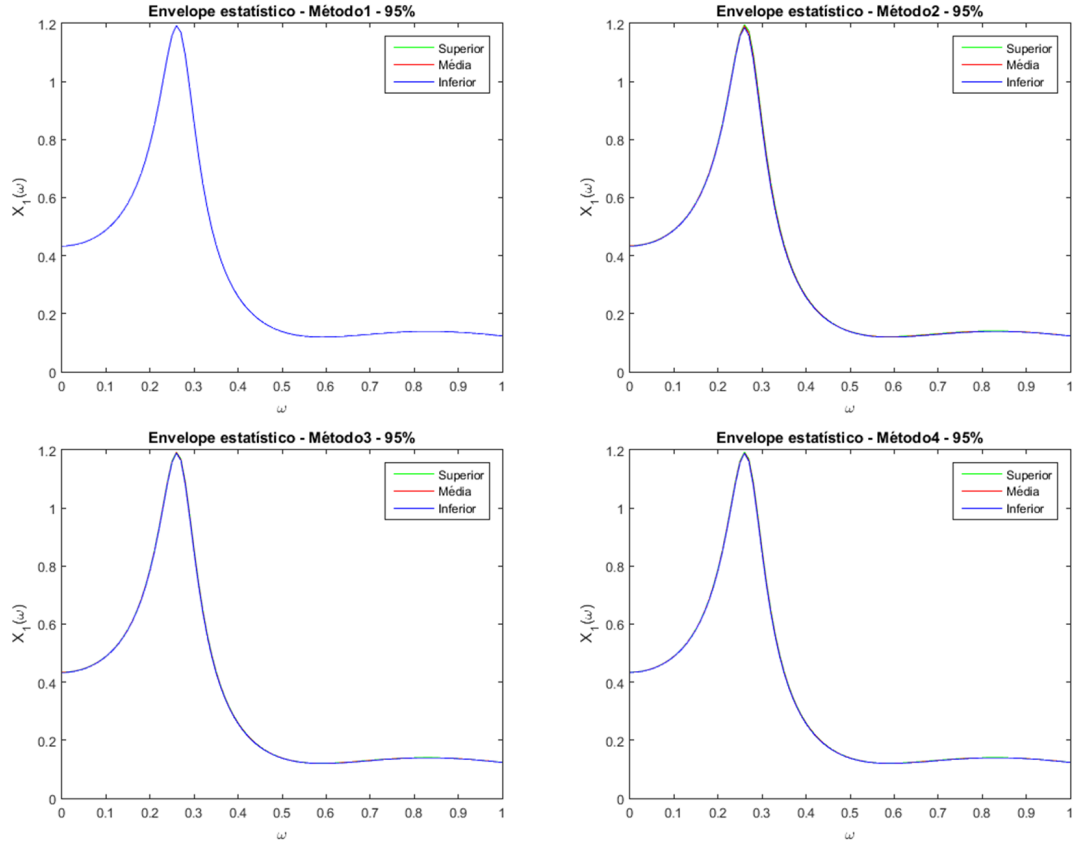 Envelope estatístico - Método1 - 95%
1.2
1
0.8
0.6
0.4
0.2
0
X₁(ω)
Superior
Média
Inferior
0 0.1 0.2 0.3 0.4 0.5 0.6 0.7 0.8 0.9 1
ω
Envelope estatístico - Método2 - 95%
1.2
1
0.8
0.6
0.4
0.2
0
X₁(ω)
Superior
Média
Inferior
0 0.1 0.2 0.3 0.4 0.5 0.6 0.7 0.8 0.9 1
ω
Envelope estatístico - Método3 - 95%
1.2
1
0.8
0.6
0.4
0.2
0
X₁(ω)
Superior
Média
Inferior
0 0.1 0.2 0.3 0.4 0.5 0.6 0.7 0.8 0.9 1
ω
Envelope estatístico - Método4 - 95%
1.2
1
0.8
0.6
0.4
0.2
0
X₁(ω)
Superior
Média
Inferior
0 0.1 0.2 0.3 0.4 0.5 0.6 0.7 0.8 0.9 1
ω